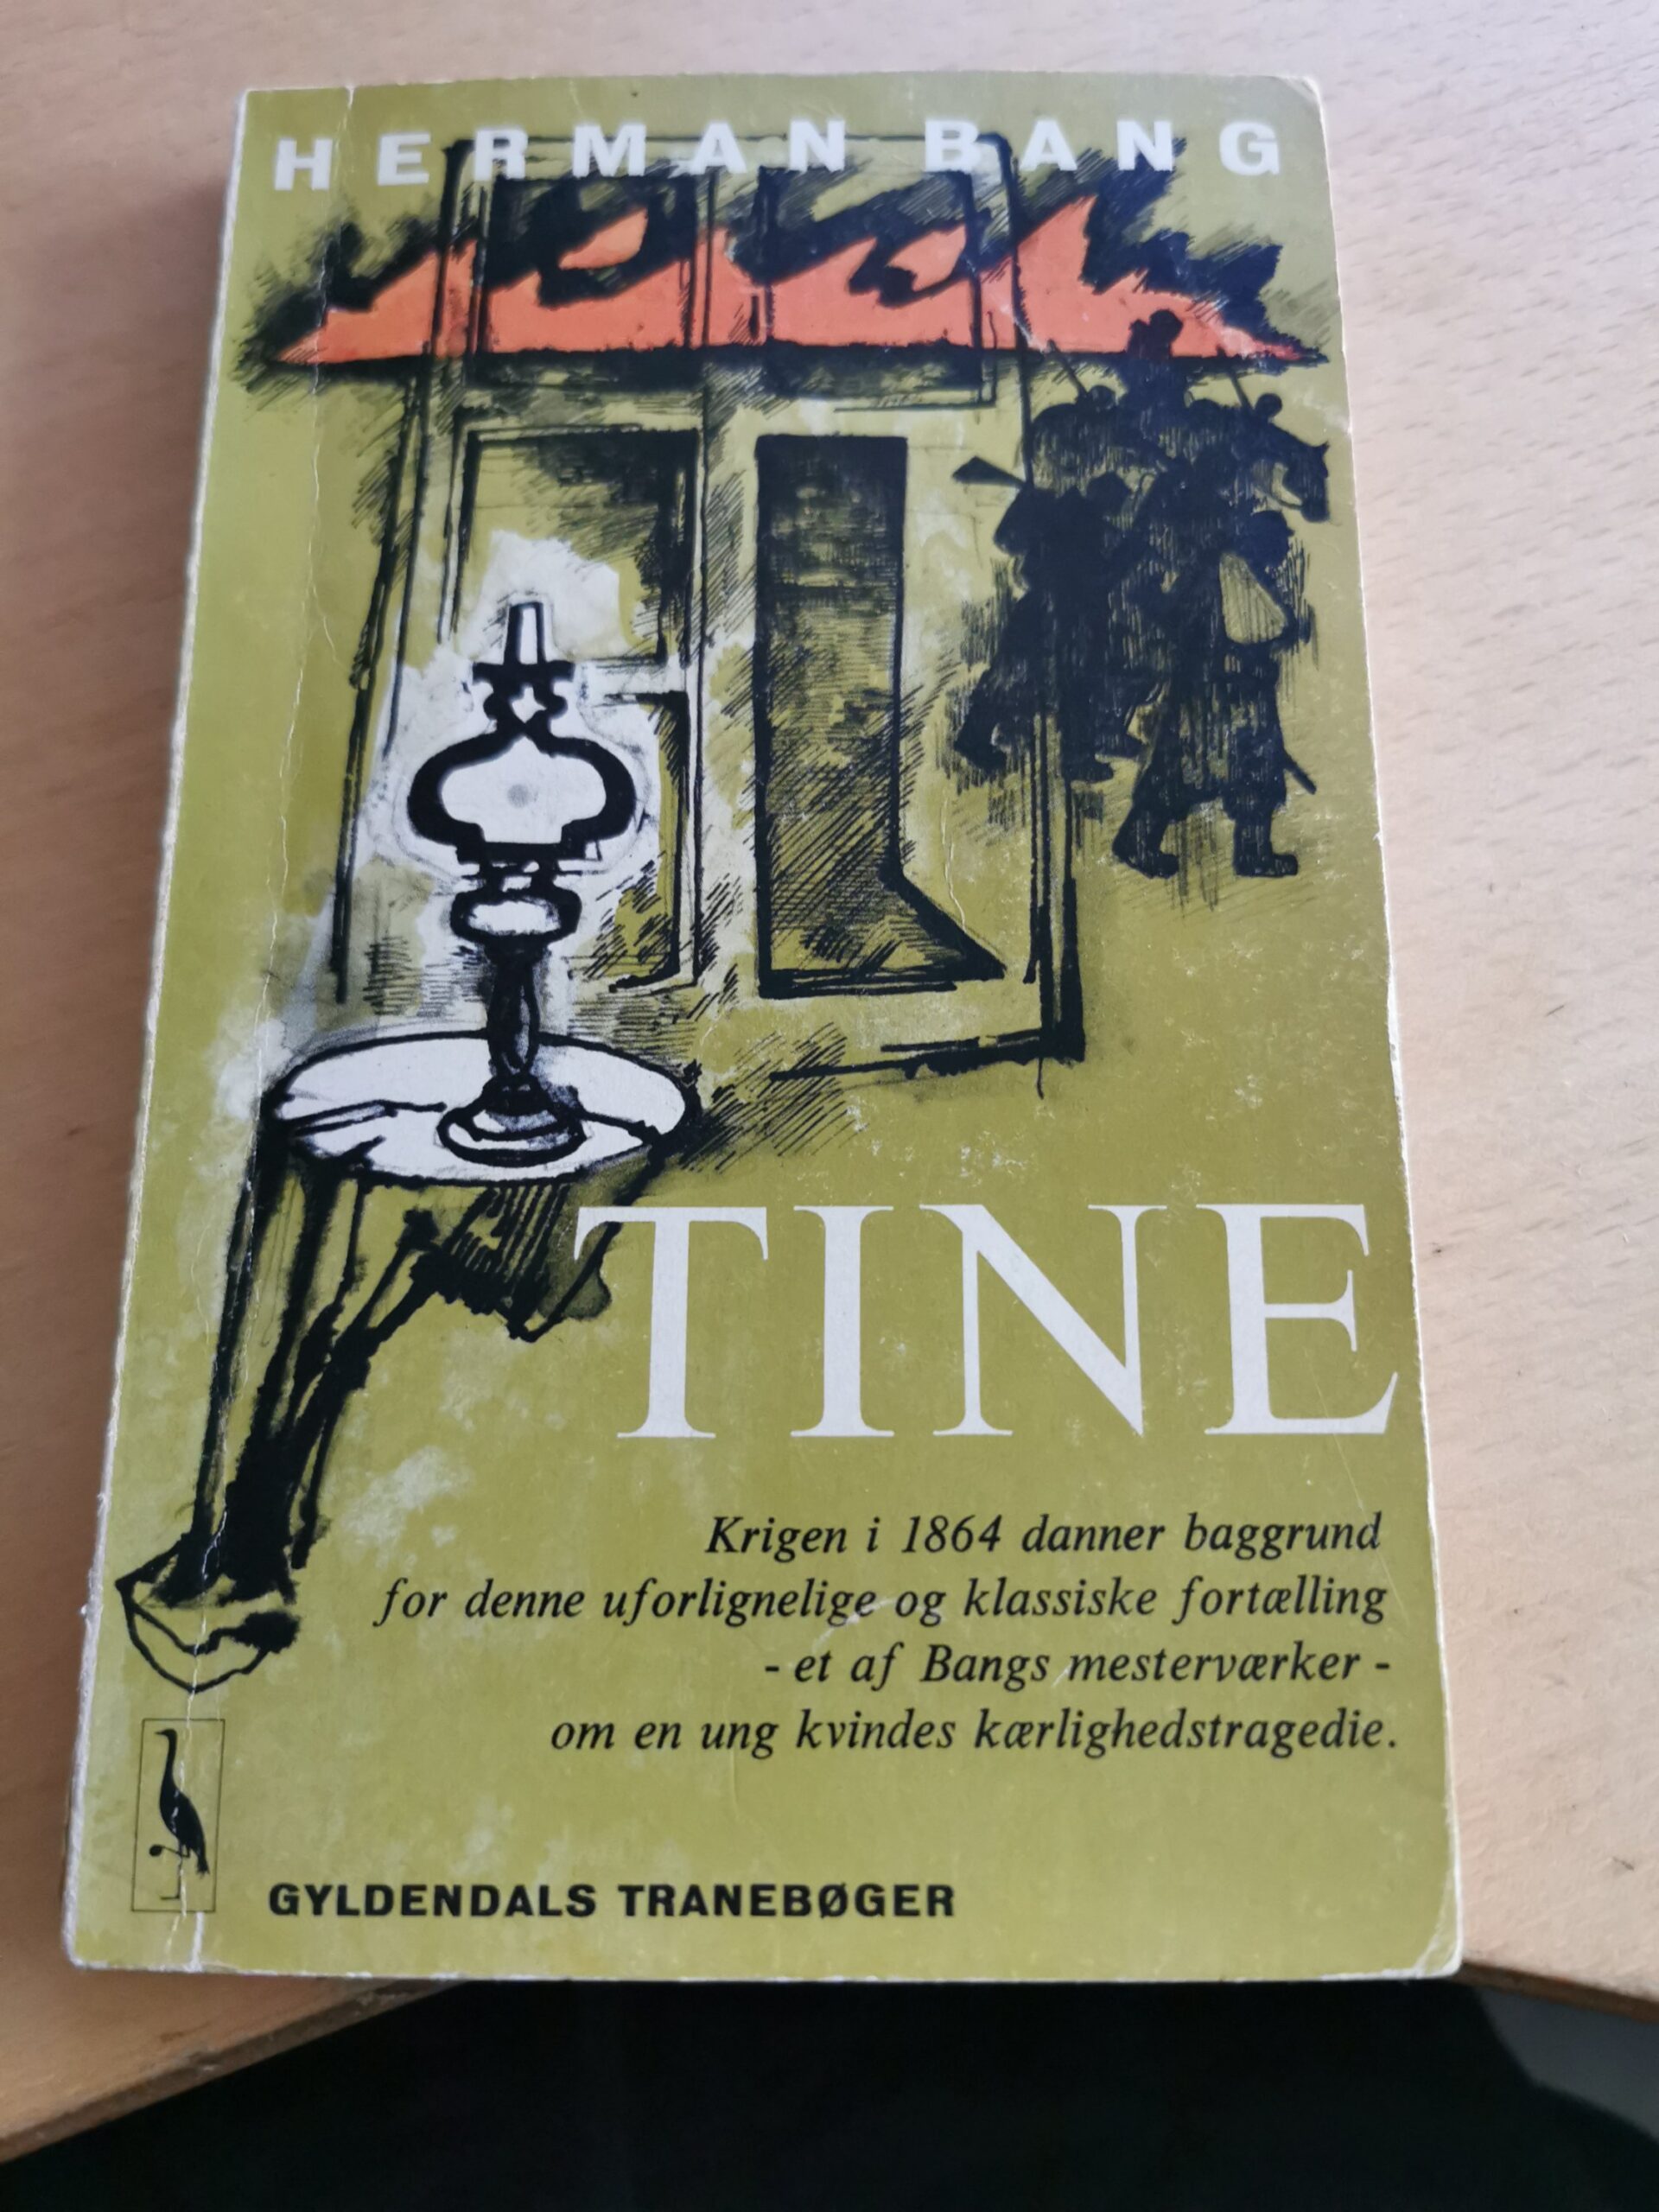 HERMAN BANG
TINE
Krigen i 1864 danner baggrund
for denne uforlignelige og klassiske fortælling
- et af Bangs mesterværker -
om en ung kvindes kærlighedstragedie.
GYLDENDALS TRANEBØGER